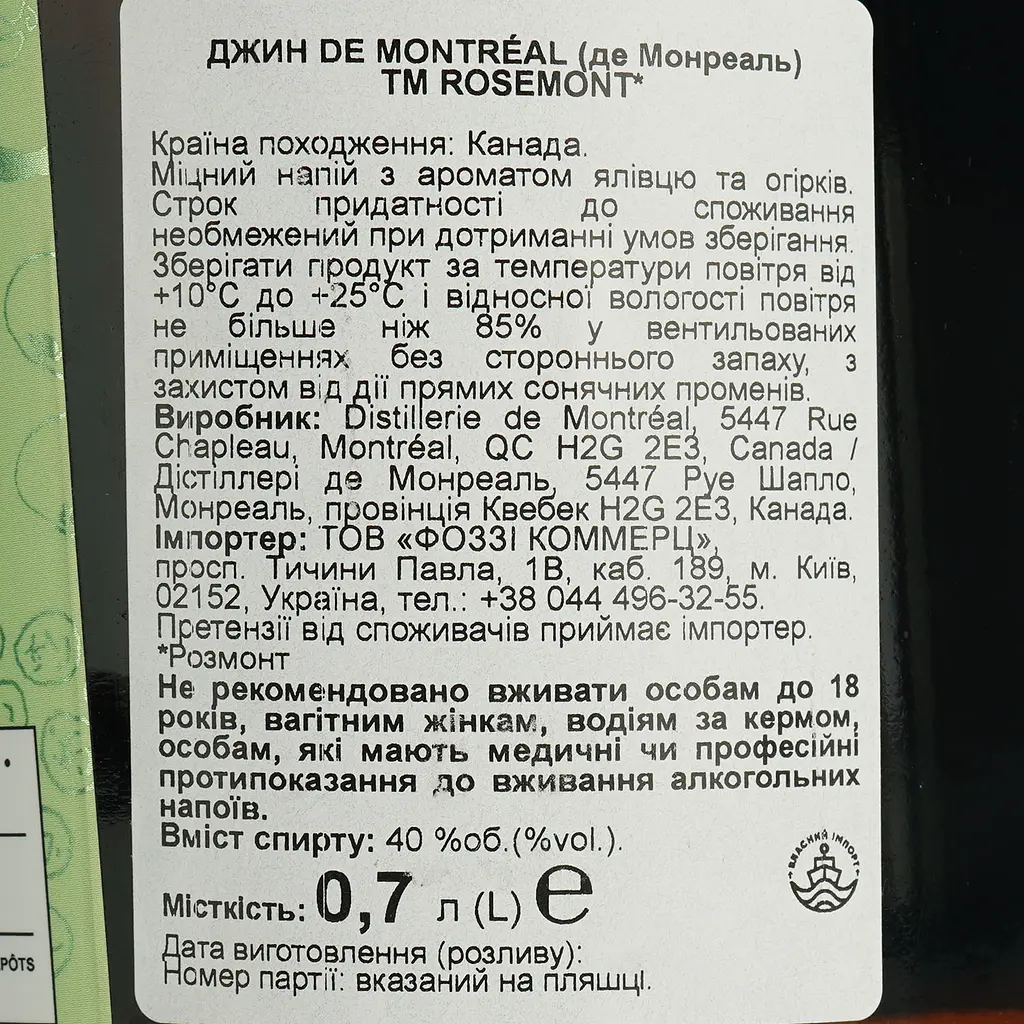 ДЖИН DE MONTRÉAL (де Монреаль)
ТМ ROSEMONT*
Країна походження: Канада.
Міцний напій з ароматом ялівцю та огірків.
Строк придатності до споживання
необмежений при дотриманні умов зберігання.
Зберігати продукт за температури повітря від
+10°С до +25°С і відносної вологості повітря
не більше ніж 85% у вентильованих
приміщеннях без стороннього запаху, з
захистом від дії прямих сонячних променів.
Виробник: Distillerie de Montréal, 5447 Rue
Chapleau, Montréal, QC H2G 2E3, Canada /
Дістіллері де Монреаль, 5447 Руе Шапло,
Монреаль, провінція Квебек H2G 2E3, Канада.
Імпортер: ТОВ «ФОЗЗІ КОММЕРЦ»,
просп. Тичини Павла, 1В, каб. 189, м. Київ,
02152, Україна, тел.: +38 044 496-32-55.
Претензії від споживачів приймає імпортер.
*Розмонт
Не рекомендовано вживати особам до 18
років, вагітним жінкам, водіям за кермом,
особам, які мають медичні чи професійні
протипоказання до вживання алкогольних
напоїв.
Вміст спирту: 40 %об.(%vol.).
ВЛАСНИЙ ІМПОРТ
Місткість: 0,7 л (L) e
Дата виготовлення (розливу):
Номер партії: вказаний на пляшці.
PÔTS